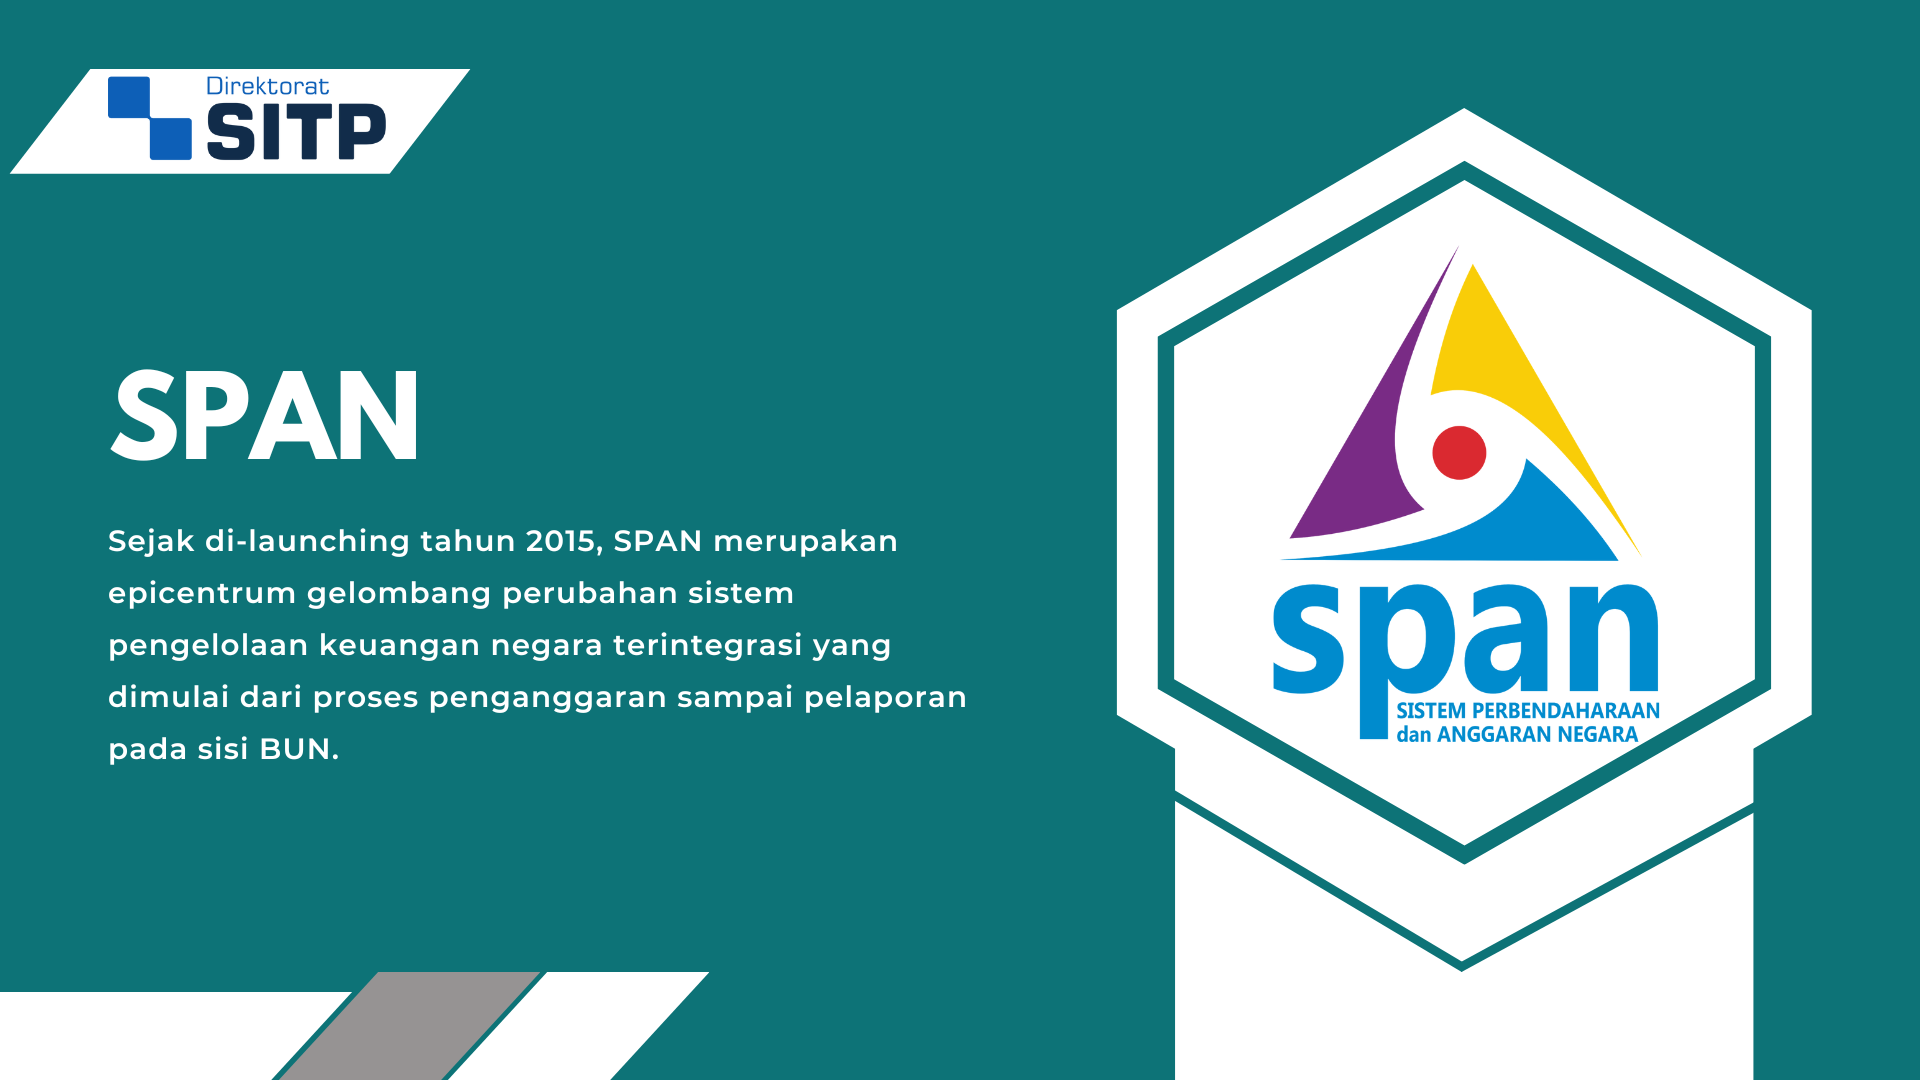 Direktorat
SITP
SPAN
Sejak di-launching tahun 2015, SPAN merupakan
epicentrum gelombang perubahan sistem
pengelolaan keuangan negara terintegrasi yang
dimulai dari proses penganggaran sampai pelaporan
pada sisi BUN.
span
SISTEM PERBENDAHARAAN
dan ANGGARAN NEGARA